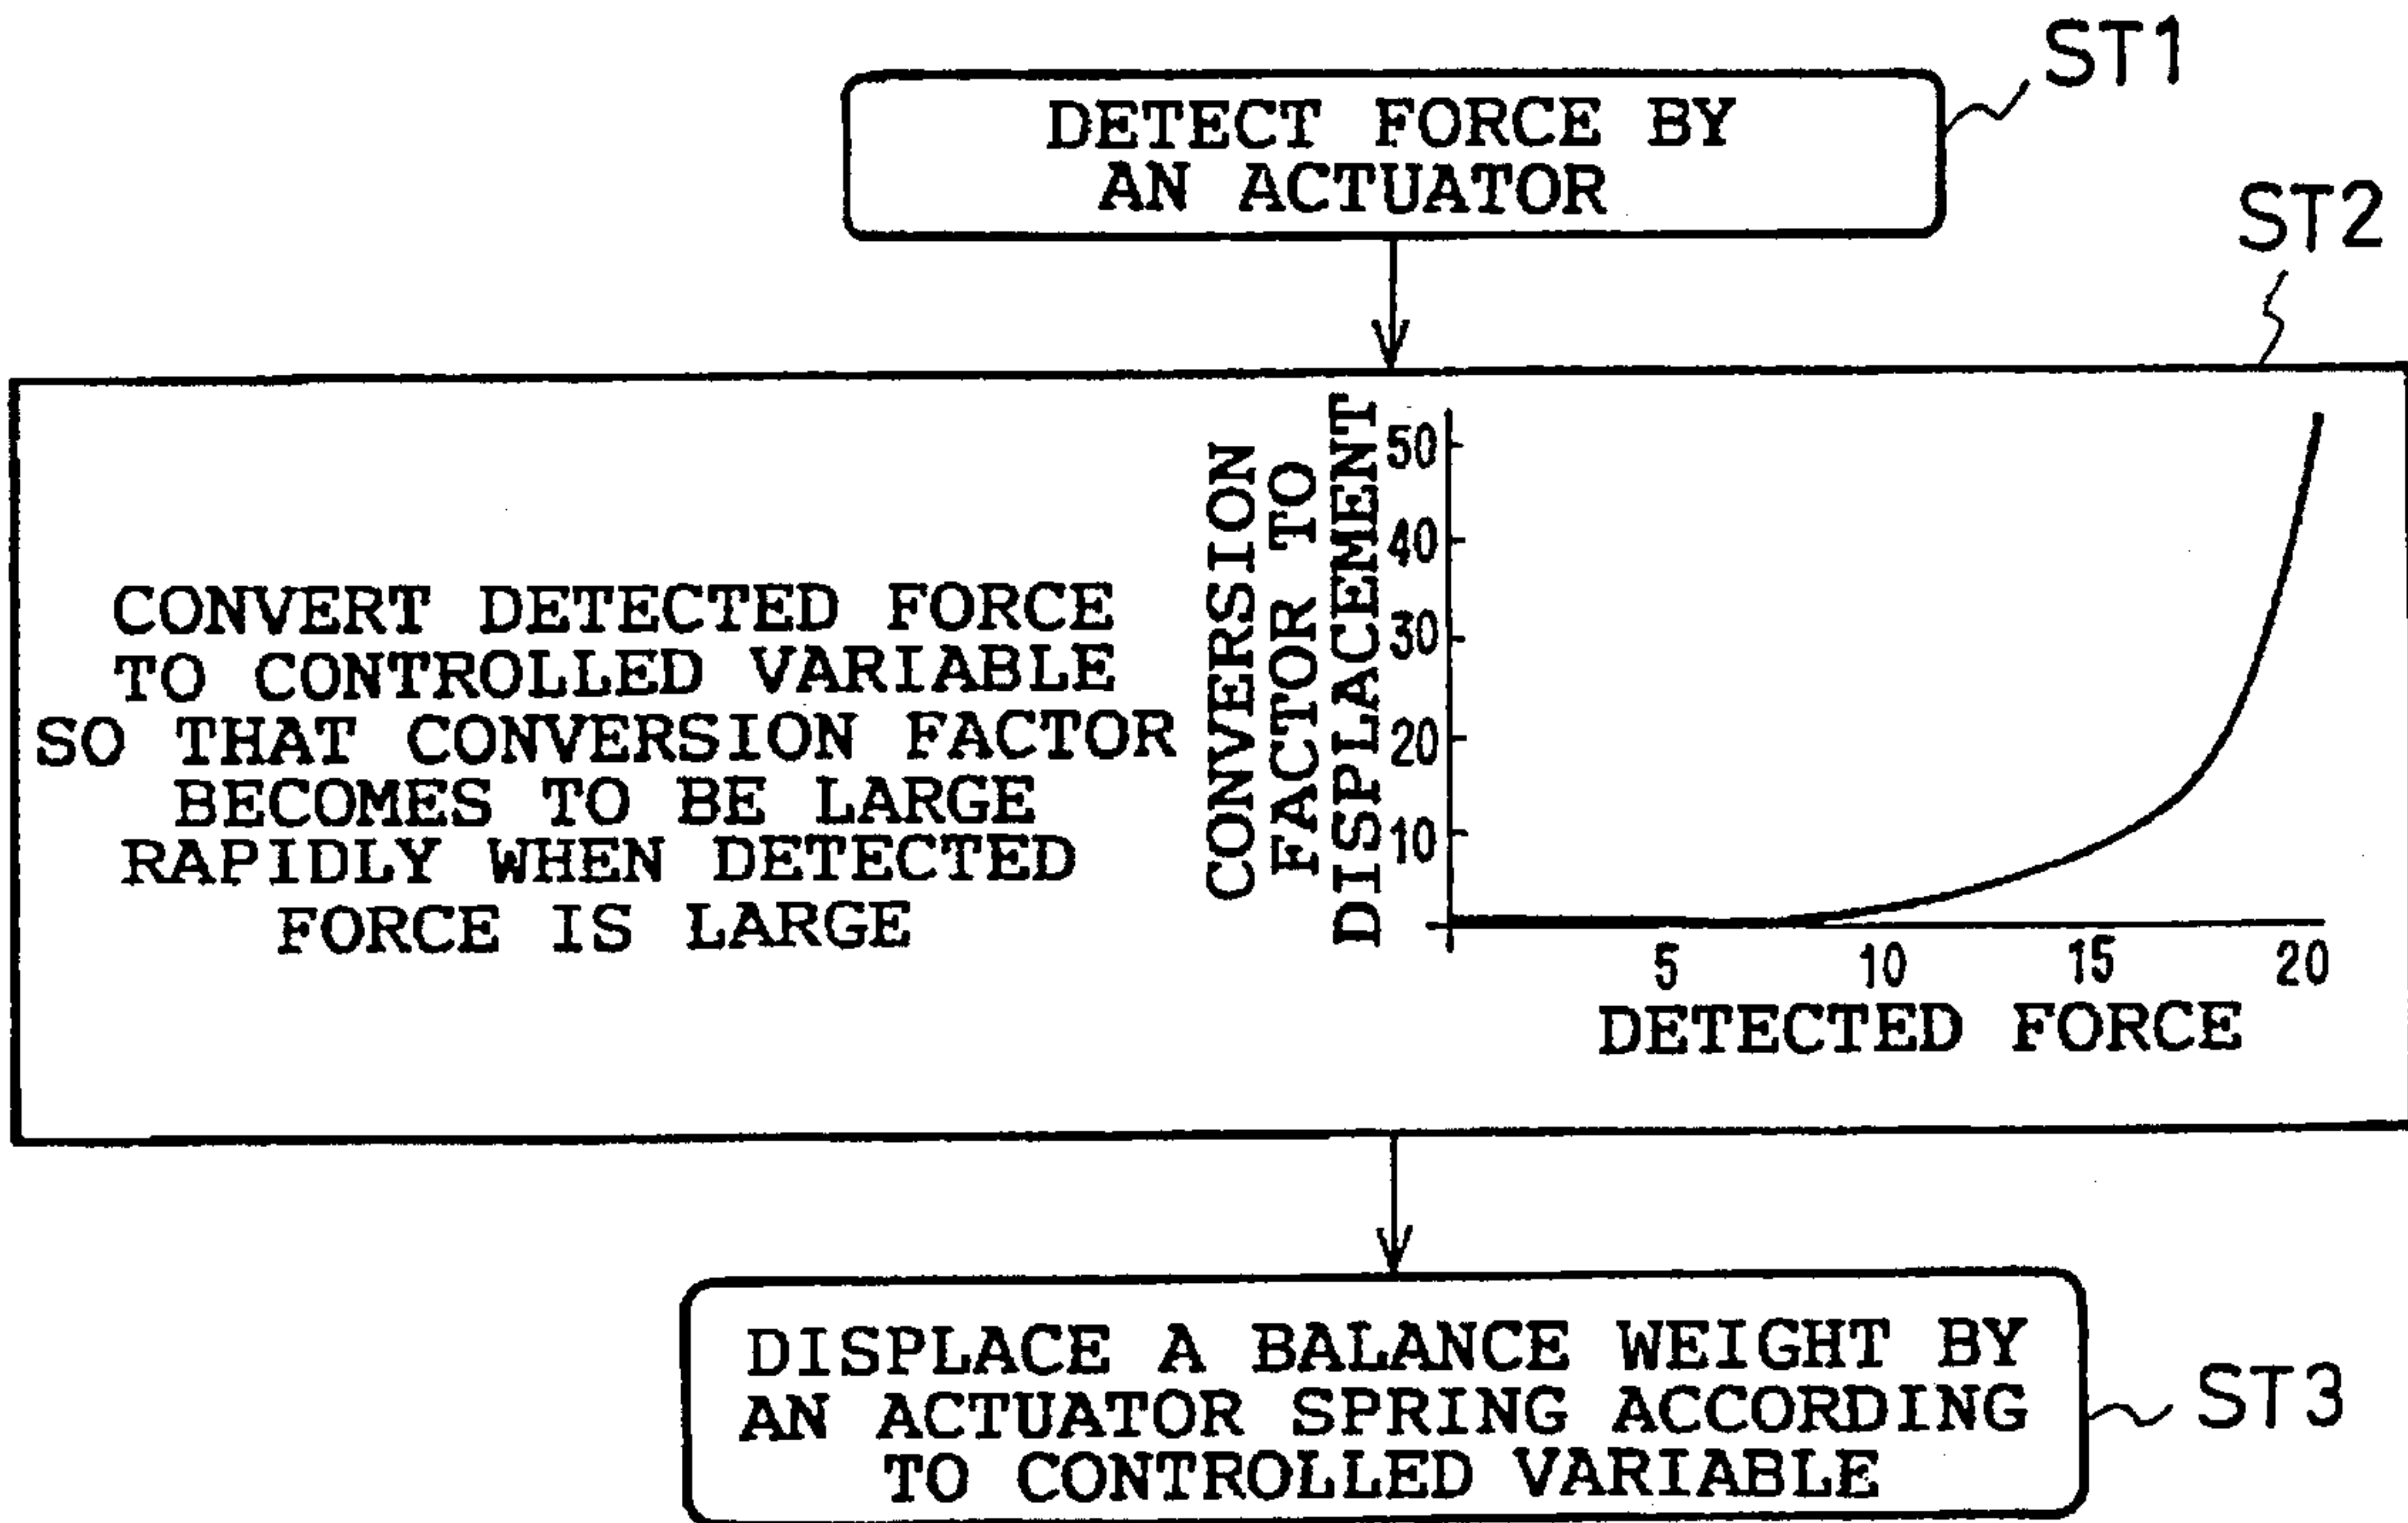 ST1
DETECT FORCE BY
AN ACTUATOR
ST2
CONVERT DETECTED FORCE
TO CONTROLLED VARIABLE
SO THAT CONVERSION FACTOR
BECOMES TO BE LARGE
RAPIDLY WHEN DETECTED
FORCE IS LARGE
CONVERSION
FACTOR TO
DISPLACEMENT
50
40
30
20
10
5 10 15 20
DETECTED FORCE
DISPLACE A BALANCE WEIGHT BY
AN ACTUATOR SPRING ACCORDING
TO CONTROLLED VARIABLE
ST3